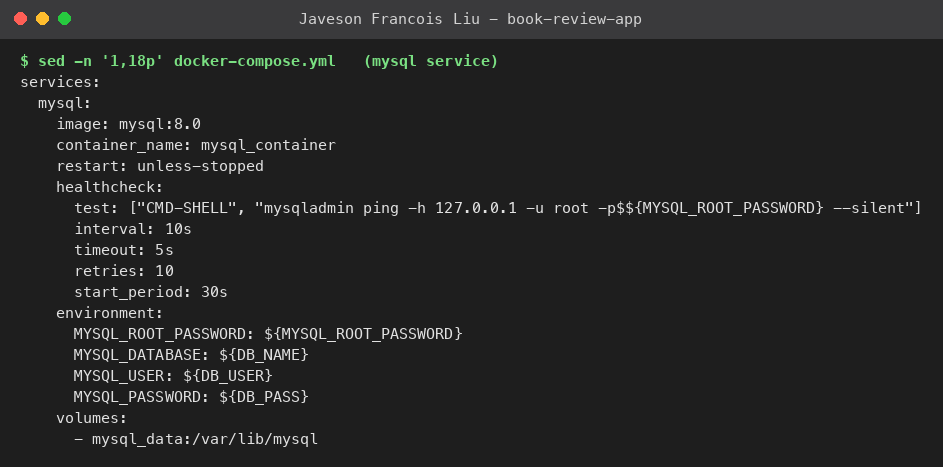 Javeson Francois Liu — book-review-app
$ sed -n '1,18p' docker-compose.yml   (mysql service)
services:
  mysql:
    image: mysql:8.0
    container_name: mysql_container
    restart: unless-stopped
    healthcheck:
      test: ["CMD-SHELL", "mysqladmin ping -h 127.0.0.1 -u root -p$${MYSQL_ROOT_PASSWORD} --silent"]
      interval: 10s
      timeout: 5s
      retries: 10
      start_period: 30s
    environment:
      MYSQL_ROOT_PASSWORD: ${MYSQL_ROOT_PASSWORD}
      MYSQL_DATABASE: ${DB_NAME}
      MYSQL_USER: ${DB_USER}
      MYSQL_PASSWORD: ${DB_PASS}
    volumes:
      - mysql_data:/var/lib/mysql